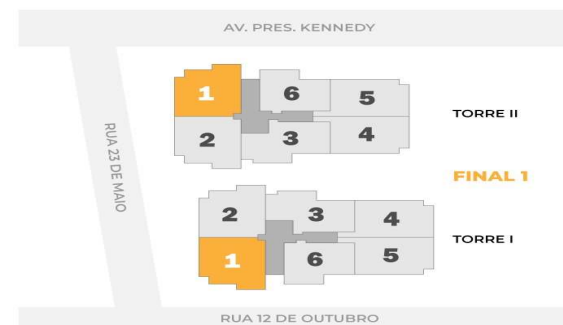 AV. PRES. KENNEDY
1 6 5
TORRE II
2 3 4
RUA 23 DE MAIO
FINAL 1
2 3 4
TORRE I
1 6 5
RUA 12 DE OUTUBRO